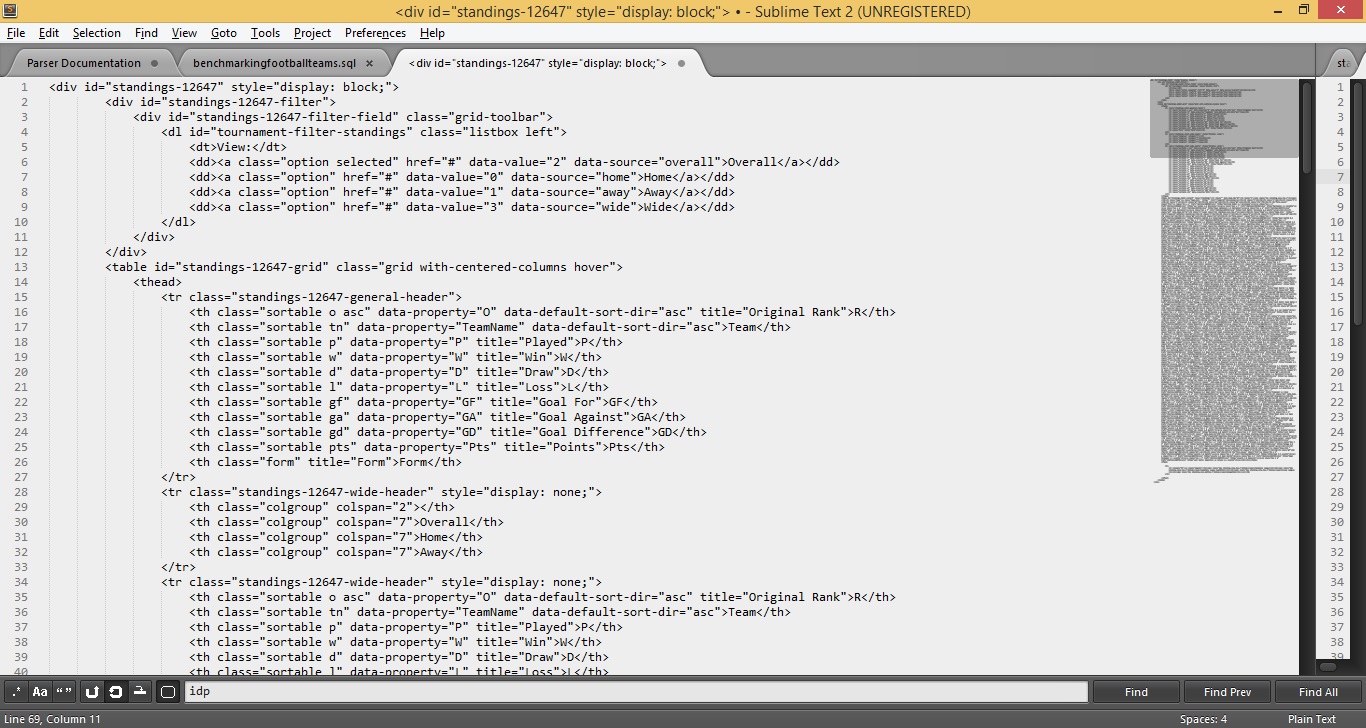 <div id="standings-12647" style="display: block;"> • - Sublime Text 2 (UNREGISTERED)
File Edit Selection Find View Goto Tools Project Preferences Help
Parser Documentation benchmarkingfootballteams.sql × <div id="standings-12647" style="display: block;"> sta
1 <div id="standings-12647" style="display: block;">
2 <div id="standings-12647-filter">
3 <div id="standings-12647-filter-field" class="grid-toolbar">
4 <dl id="tournament-filter-standings" class="listbox left">
5 <dt>View:</dt>
6 <dd><a class="option selected" href="#" data-value="2" data-source="overall">Overall</a></dd>
7 <dd><a class="option" href="#" data-value="0" data-source="home">Home</a></dd>
8 <dd><a class="option" href="#" data-value="1" data-source="away">Away</a></dd>
9 <dd><a class="option" href="#" data-value="3" data-source="wide">Wide</a></dd>
10 </dl>
11 </div>
12 </div>
13 <table id="standings-12647-grid" class="grid with-centered-columns hover">
14 <thead>
15 <tr class="standings-12647-general-header">
16 <th class="sortable o asc" data-property="O" data-default-sort-dir="asc" title="Original Rank">R</th>
17 <th class="sortable tn" data-property="TeamName" data-default-sort-dir="asc">Team</th>
18 <th class="sortable p" data-property="P" title="Played">P</th>
19 <th class="sortable w" data-property="W" title="Win">W</th>
20 <th class="sortable d" data-property="D" title="Draw">D</th>
21 <th class="sortable l" data-property="L" title="Loss">L</th>
22 <th class="sortable gf" data-property="GF" title="Goal For">GF</th>
23 <th class="sortable ga" data-property="GA" title="Goal Against">GA</th>
24 <th class="sortable gd" data-property="GD" title="Goal Difference">GD</th>
25 <th class="sortable pts" data-property="Pts" title="Points">Pts</th>
26 <th class="form" title="Form">Form</th>
27 </tr>
28 <tr class="standings-12647-wide-header" style="display: none;">
29 <th class="colgroup" colspan="2"></th>
30 <th class="colgroup" colspan="7">Overall</th>
31 <th class="colgroup" colspan="7">Home</th>
32 <th class="colgroup" colspan="7">Away</th>
33 </tr>
34 <tr class="standings-12647-wide-header" style="display: none;">
35 <th class="sortable o asc" data-property="O" data-default-sort-dir="asc" title="Original Rank">R</th>
36 <th class="sortable tn" data-property="TeamName" data-default-sort-dir="asc">Team</th>
37 <th class="sortable p" data-property="P" title="Played">P</th>
38 <th class="sortable w" data-property="W" title="Win">W</th>
39 <th class="sortable d" data-property="D" title="Draw">D</th>
40 <th class="sortable l" data-property="L" title="Loss">L</th>
1
2
3
4
5
6
7
8
9
10
11
12
13
14
15
16
17
18
19
20
21
22
23
24
25
26
27
28
29
30
31
32
33
34
35
36
37
38
39
.* Aa “” idp Find Find Prev Find All
Line 69, Column 11 Spaces: 4 Plain Text